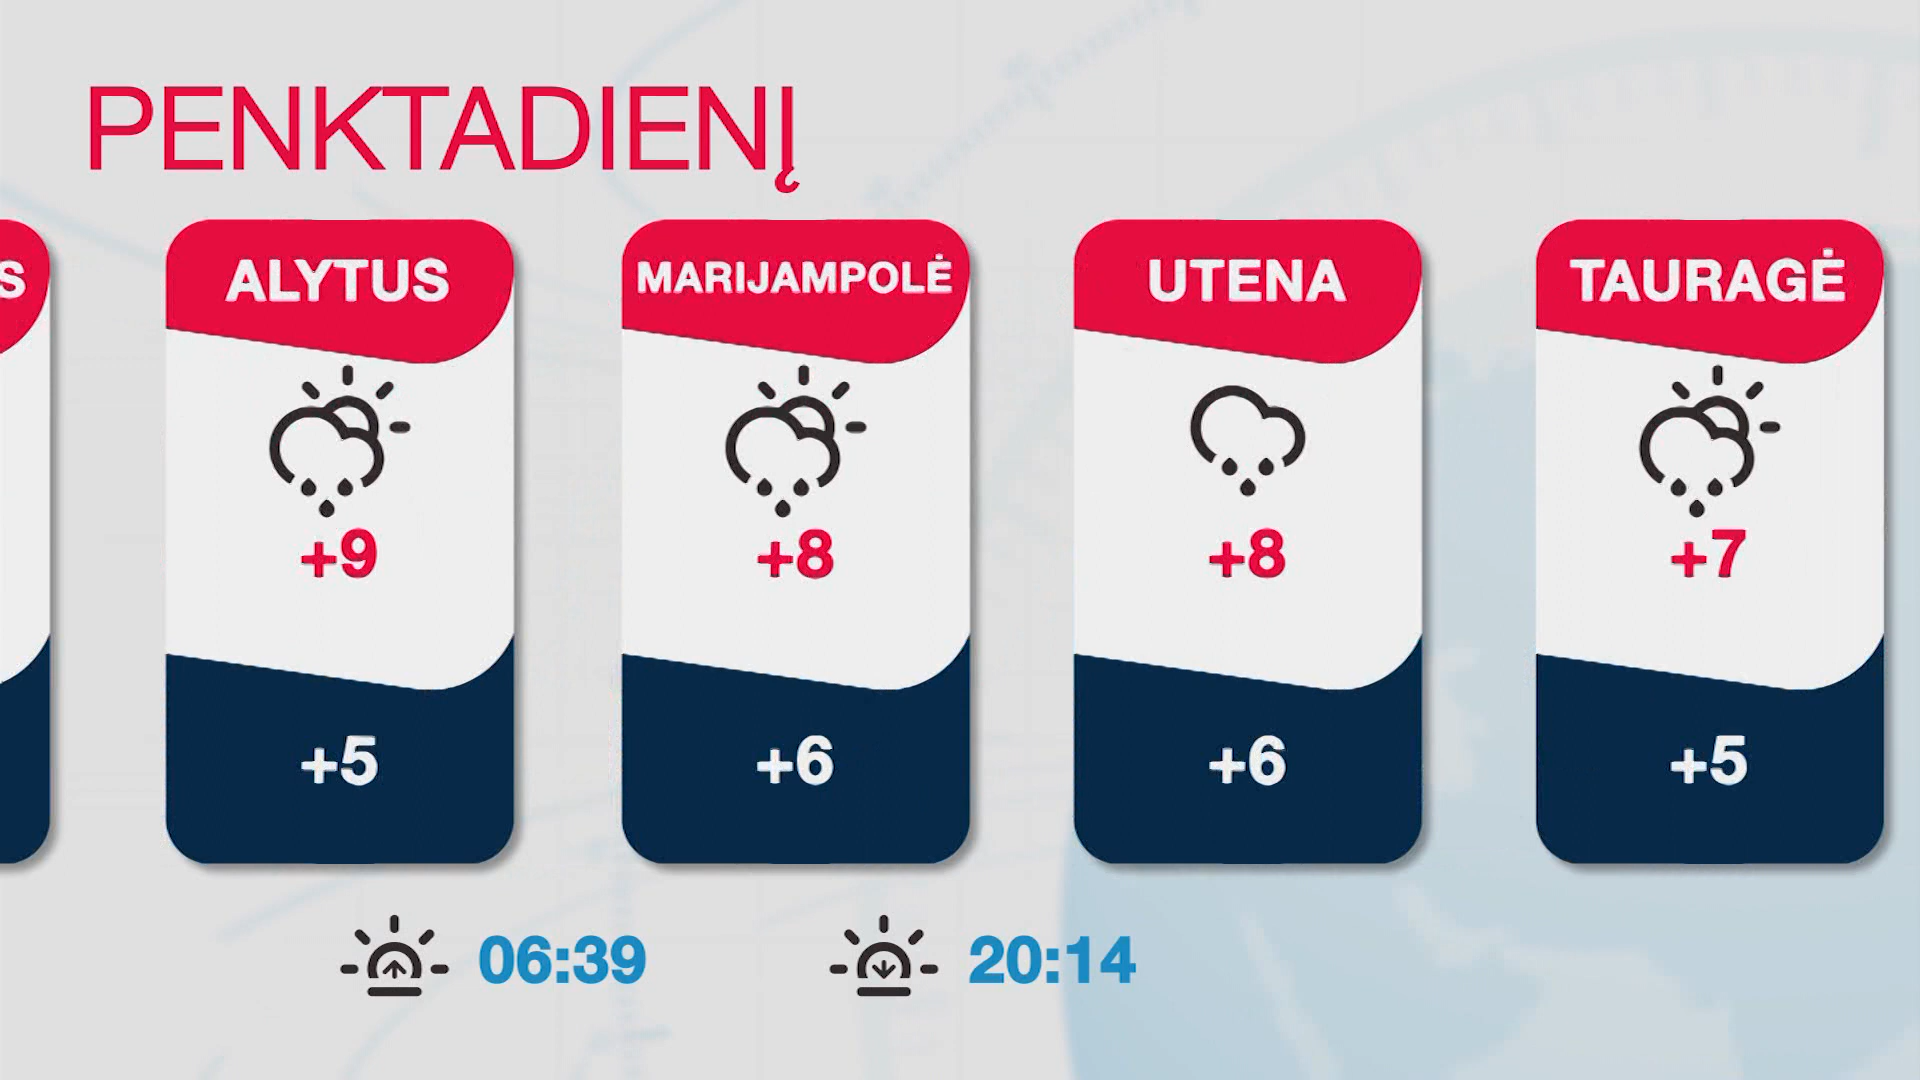 PENKTADIENĮ
S
ALYTUS
MARIJAMPOLĖ
UTENA
TAURAGĖ
+9
+8
+8
+7
+5
+6
+6
+5
06:39
20:14